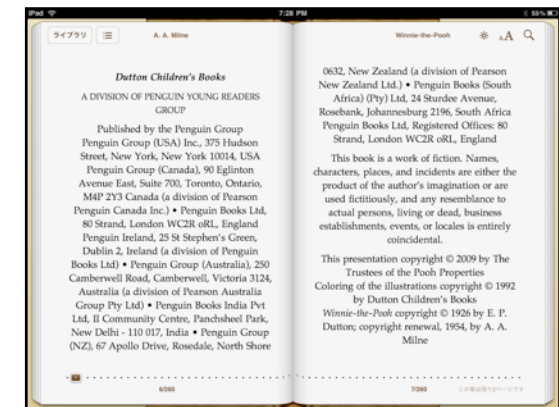 iPad
7:28 PM
59%
ライブラリ
A. A. Milne
Winnie-the-Pooh
AA
Dutton Children's Books
A DIVISION OF PENGUIN YOUNG READERS
GROUP
Published by the Penguin Group
Penguin Group (USA) Inc., 375 Hudson
Street, New York, New York 10014, USA
Penguin Group (Canada), 90 Eglinton
Avenue East, Suite 700, Toronto, Ontario,
M4P 2Y3 Canada (a division of Pearson
Penguin Canada Inc.) • Penguin Books Ltd,
80 Strand, London WC2R oRL, England
Penguin Ireland, 25 St Stephen's Green,
Dublin 2, Ireland (a division of Penguin
Books Ltd) • Penguin Group (Australia), 250
Camberwell Road, Camberwell, Victoria 3124,
Australia (a division of Pearson Australia
Group Pty Ltd) • Penguin Books India Pvt
Ltd, II Community Centre, Panchsheel Park,
New Delhi - 110 017, India • Penguin Group
(NZ), 67 Apollo Drive, Rosedale, North Shore
6/260
0632, New Zealand (a division of Pearson
New Zealand Ltd.) • Penguin Books (South
Africa) (Pty) Ltd, 24 Sturdee Avenue,
Rosebank, Johannesburg 2196, South Africa
Penguin Books Ltd, Registered Offices: 80
Strand, London WC2R oRL, England
This book is a work of fiction. Names,
characters, places, and incidents are either the
product of the author's imagination or are
used fictitiously, and any resemblance to
actual persons, living or dead, business
establishments, events, or locales is entirely
coincidental.
This presentation copyright © 2009 by The
Trustees of the Pooh Properties
Coloring of the illustrations copyright © 1992
by Dutton Children's Books
Winnie-the-Pooh copyright © 1926 by E. P.
Dutton; copyright renewal, 1954, by A. A.
Milne
7/260